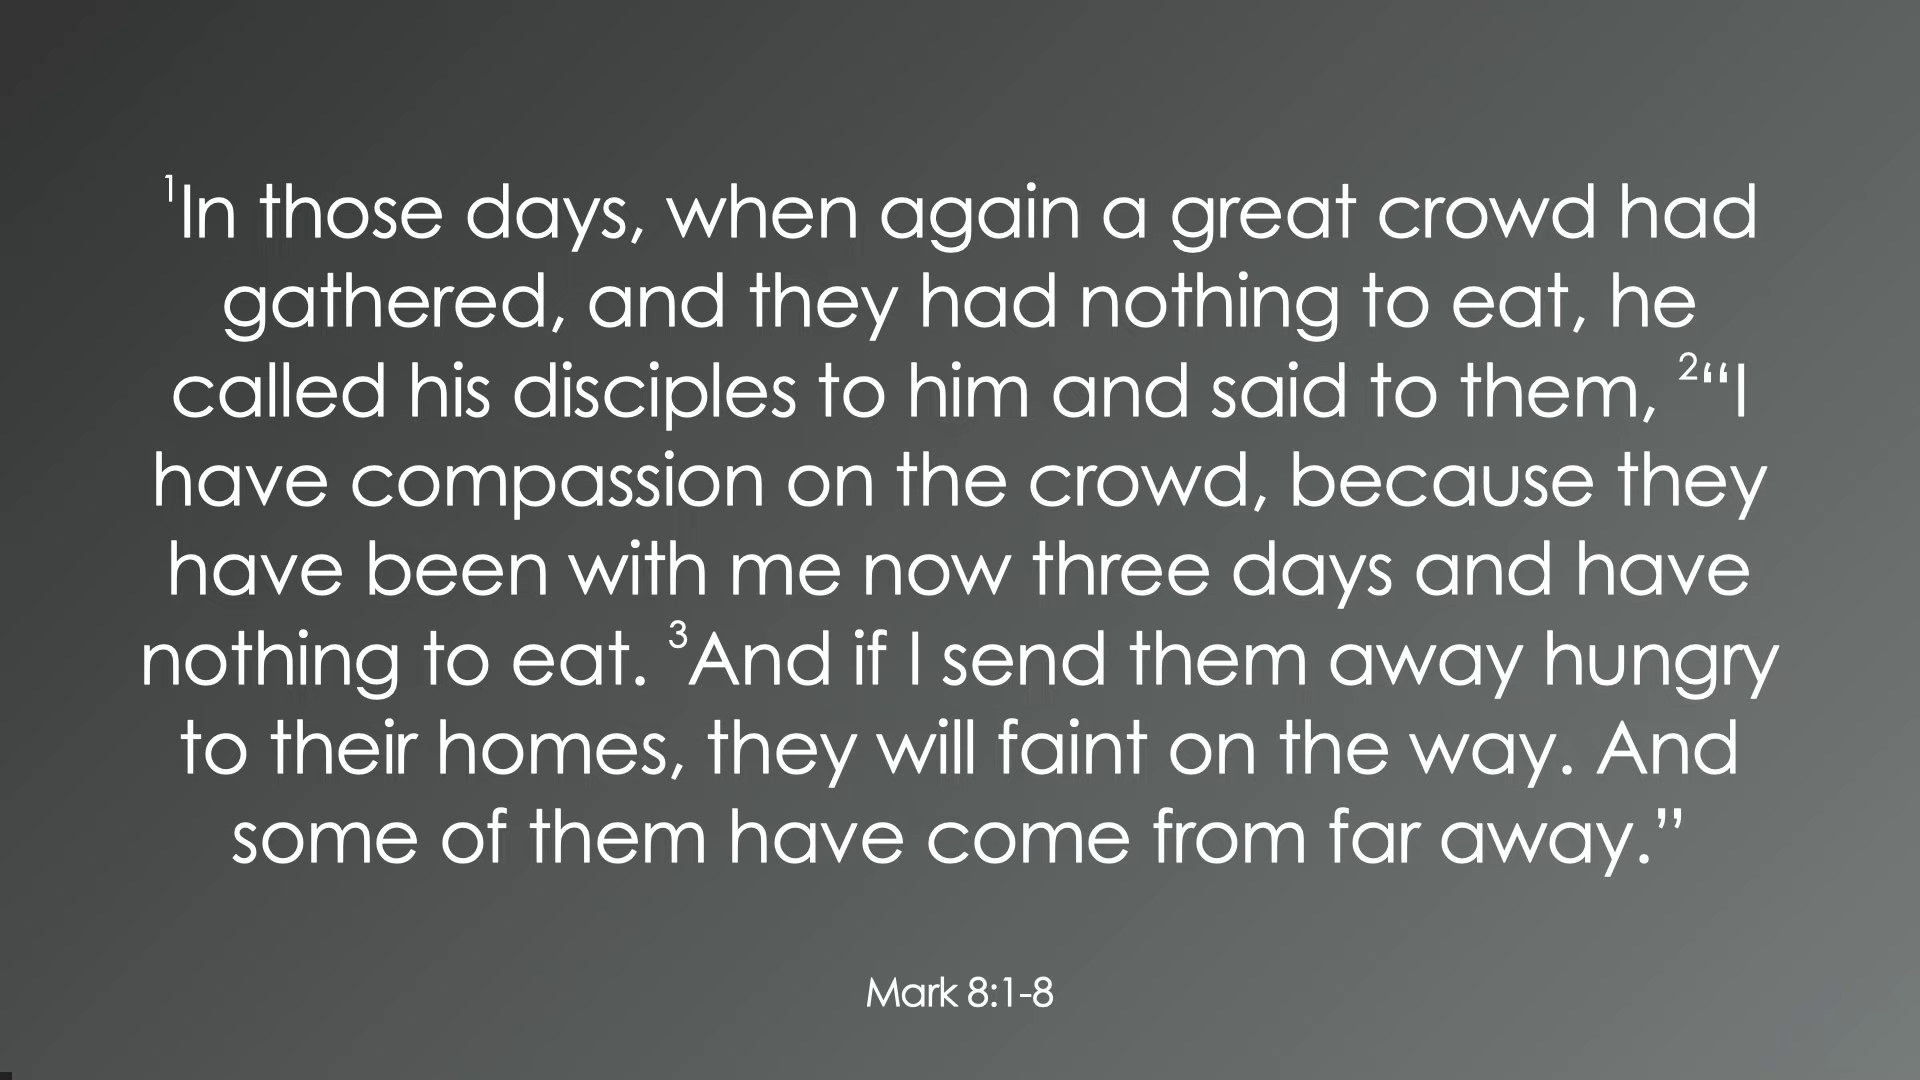 ¹In those days, when again a great crowd had
gathered, and they had nothing to eat, he
called his disciples to him and said to them, ²“I
have compassion on the crowd, because they
have been with me now three days and have
nothing to eat. ³And if I send them away hungry
to their homes, they will faint on the way. And
some of them have come from far away.”
Mark 8:1-8